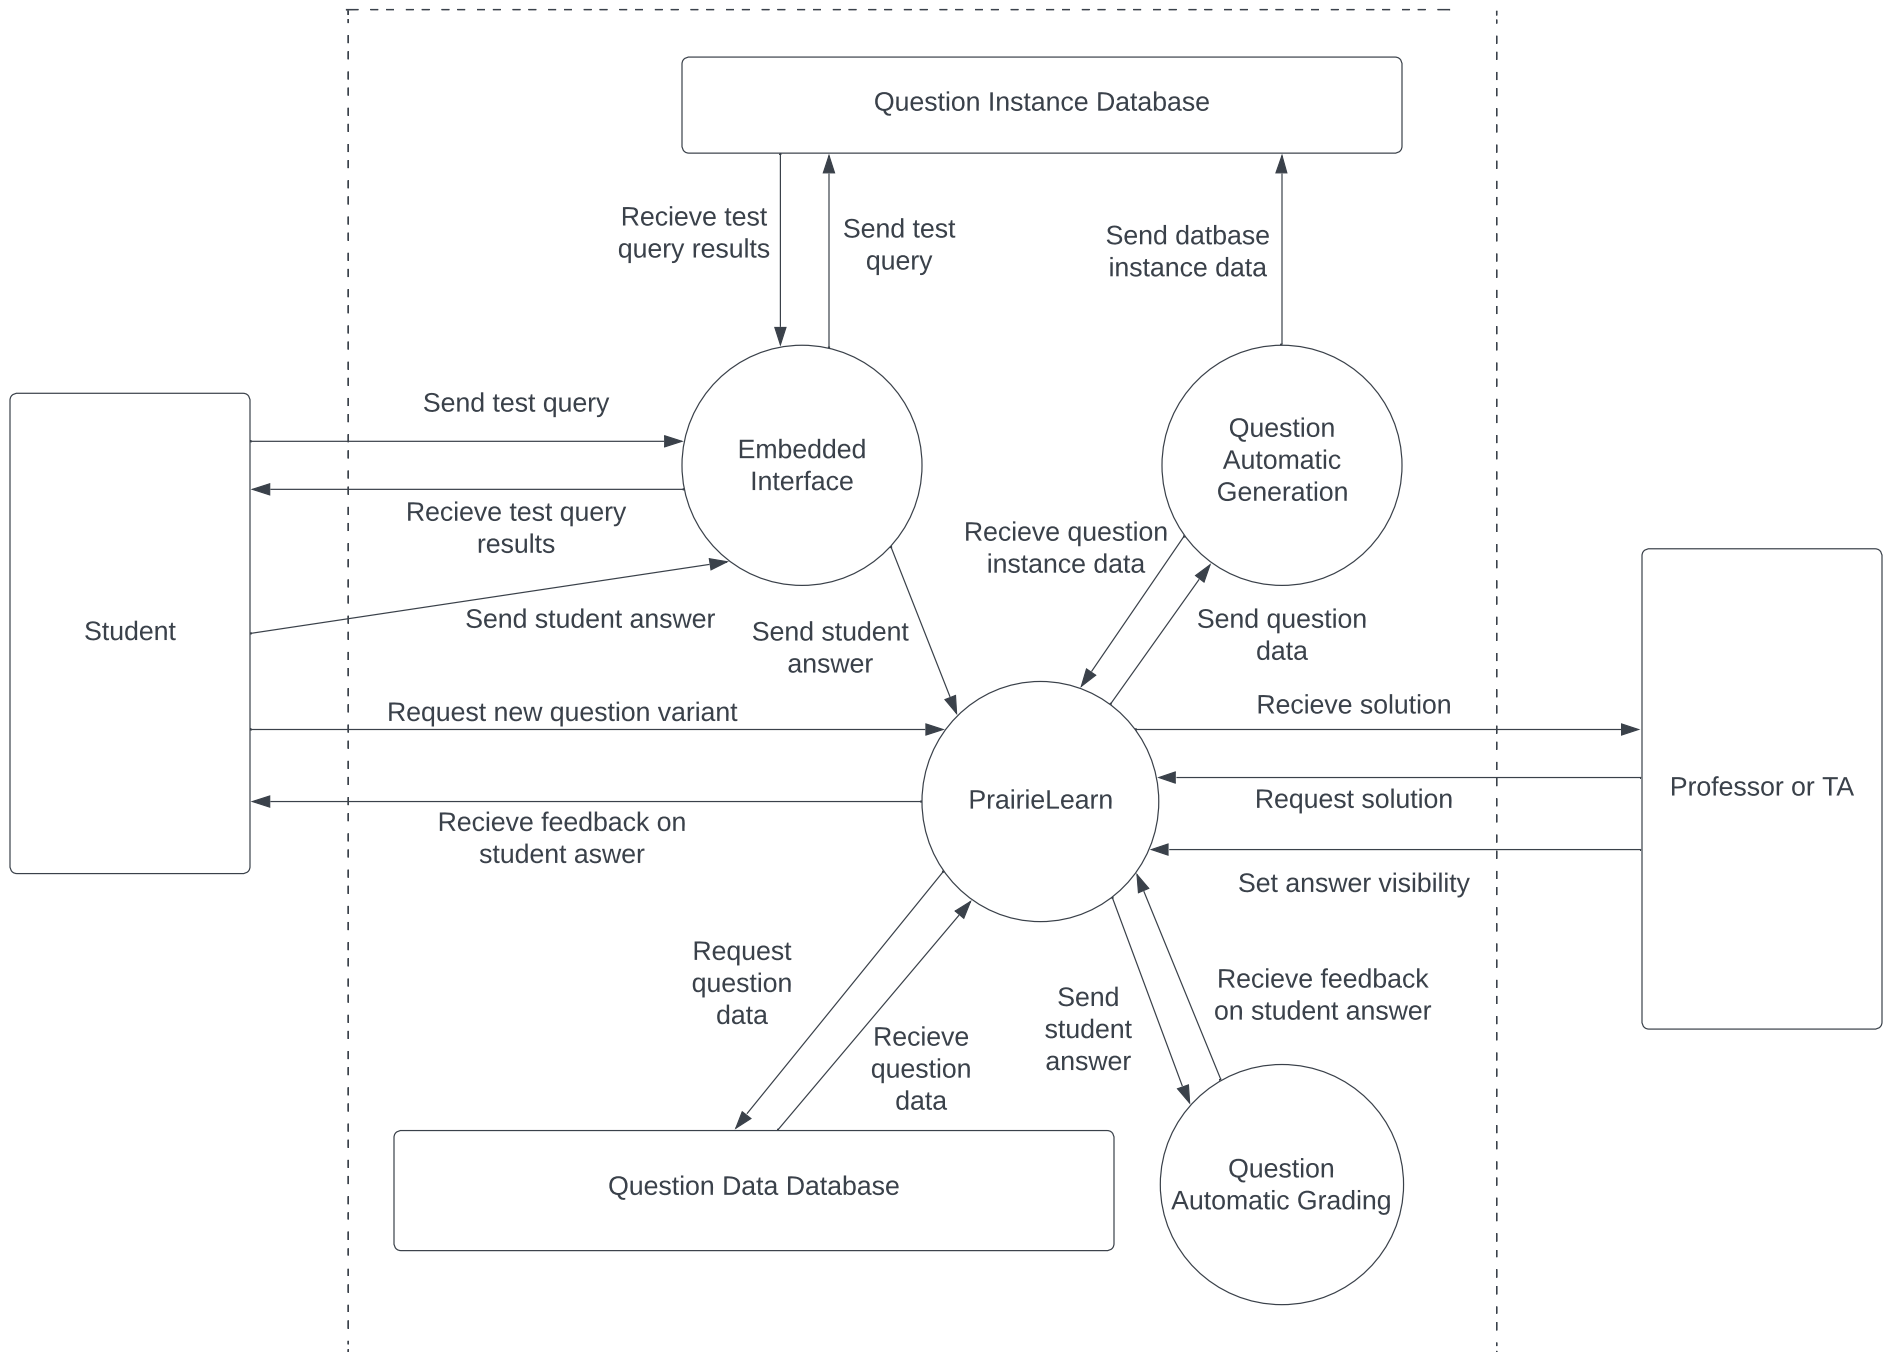 Question Instance Database
Recieve test
query results
Send test
query
Send datbase
instance data
Send test query
Embedded
Interface
Question
Automatic
Generation
Recieve test query
results
Recieve question
instance data
Student
Send student answer
Send student
answer
Send question
data
Request new question variant
Recieve solution
PrairieLearn
Request solution
Professor or TA
Recieve feedback on
student aswer
Set answer visibility
Request
question
data
Recieve
question
data
Send
student
answer
Recieve feedback
on student answer
Question Data Database
Question
Automatic Grading